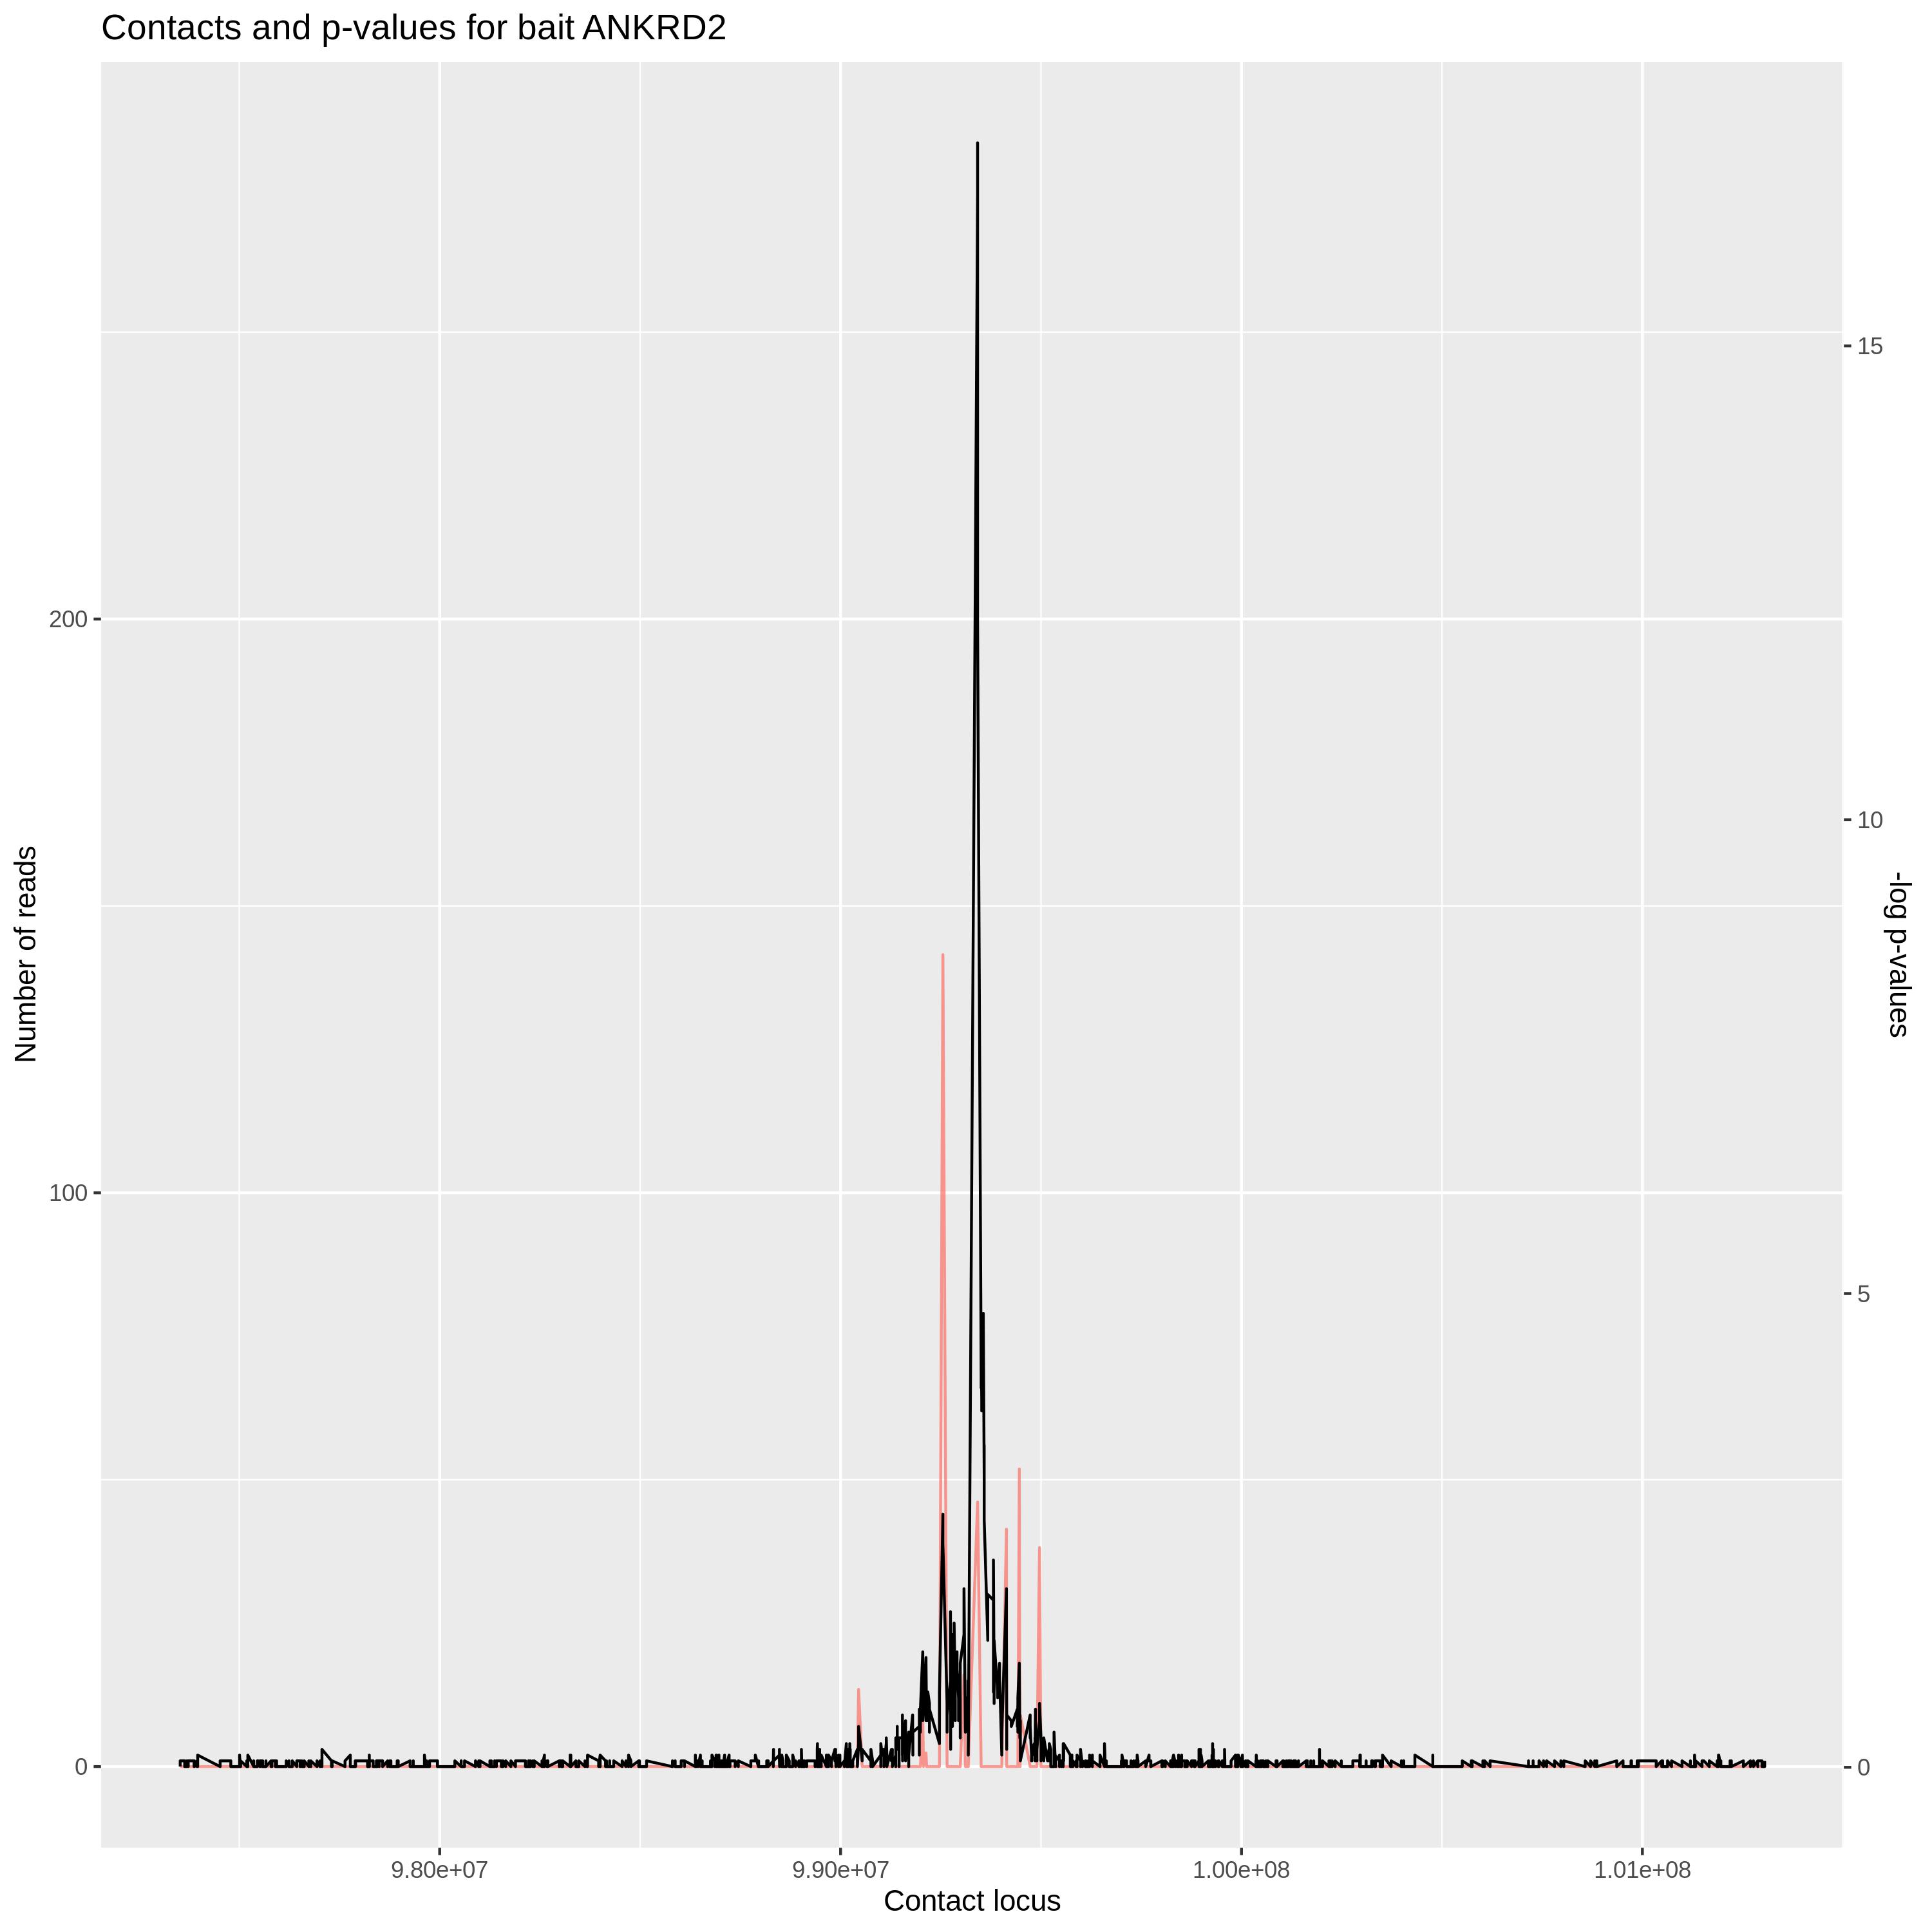 Contacts and p-values for bait ANKRD2
200
100
0
Number of reads
15
10
5
0
-log p-values
9.80e+07
9.90e+07
1.00e+08
1.01e+08
Contact locus